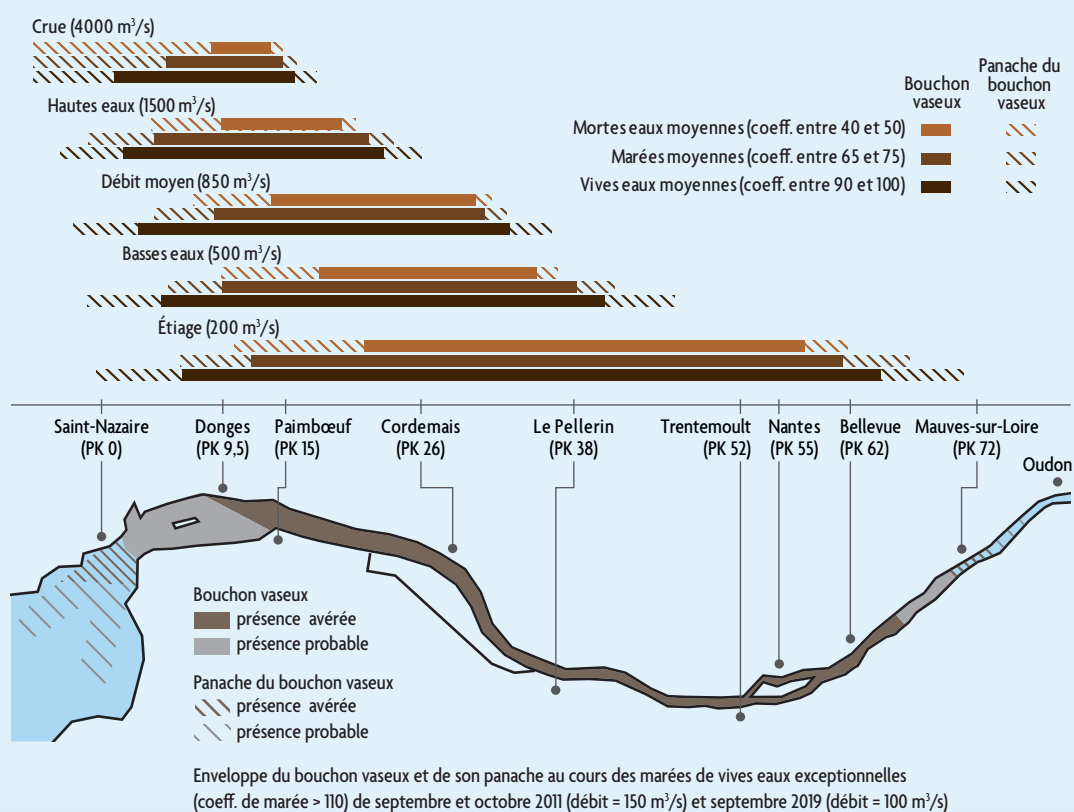 Crue (4000 m³/s)
Hautes eaux (1500 m³/s)
Débit moyen (850 m³/s)
Basses eaux (500 m³/s)
Étiage (200 m³/s)
Bouchon
vaseux
Panache du
bouchon
vaseux
Mortes eaux moyennes (coeff. entre 40 et 50)
Marées moyennes (coeff. entre 65 et 75)
Vives eaux moyennes (coeff. entre 90 et 100)
Saint-Nazaire
(PK 0)
Donges
(PK 9,5)
Paimbœuf
(PK 15)
Cordemais
(PK 26)
Le Pellerin
(PK 38)
Trentemoult
(PK 52)
Nantes
(PK 55)
Bellevue
(PK 62)
Mauves-sur-Loire
(PK 72)
Oudon
Bouchon vaseux
présence avérée
présence probable
Panache du bouchon vaseux
présence avérée
présence probable
Enveloppe du bouchon vaseux et de son panache au cours des marées de vives eaux exceptionnelles
(coeff. de marée > 110) de septembre et octobre 2011 (débit = 150 m³/s) et septembre 2019 (débit = 100 m³/s)